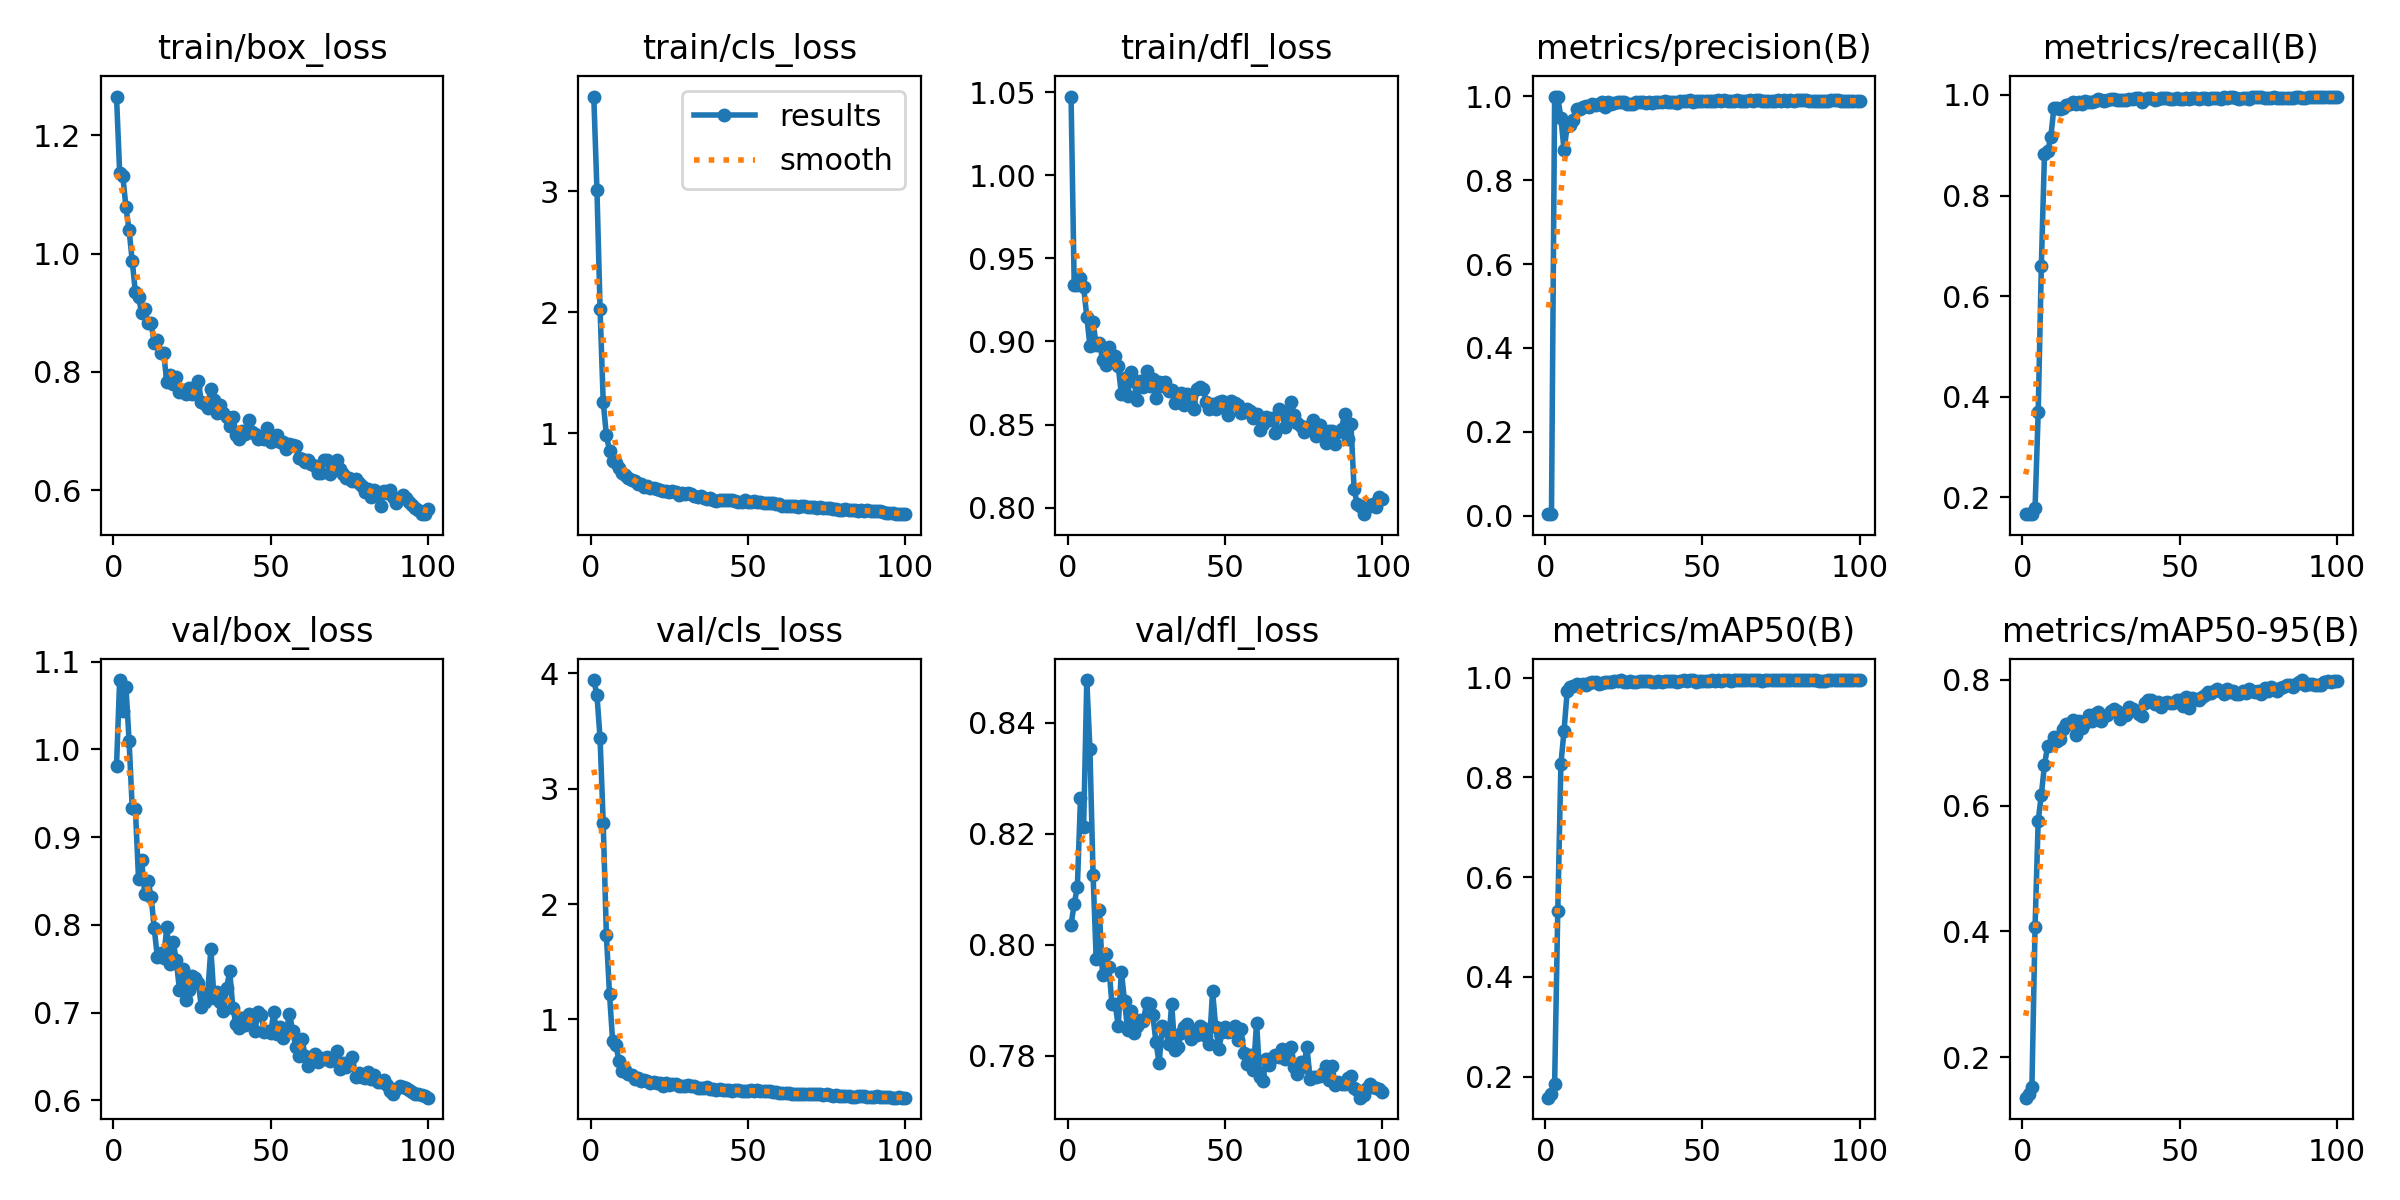 train/box_loss
1.2
1.0
0.8
0.6
0 50 100
train/cls_loss
results
smooth
3
2
1
0 50 100
train/dfl_loss
1.05
1.00
0.95
0.90
0.85
0.80
0 50 100
metrics/precision(B)
1.0
0.8
0.6
0.4
0.2
0.0
0 50 100
metrics/recall(B)
1.0
0.8
0.6
0.4
0.2
0 50 100
val/box_loss
1.1
1.0
0.9
0.8
0.7
0.6
0 50 100
val/cls_loss
4
3
2
1
0 50 100
val/dfl_loss
0.84
0.82
0.80
0.78
0 50 100
metrics/mAP50(B)
1.0
0.8
0.6
0.4
0.2
0 50 100
metrics/mAP50-95(B)
0.8
0.6
0.4
0.2
0 50 100